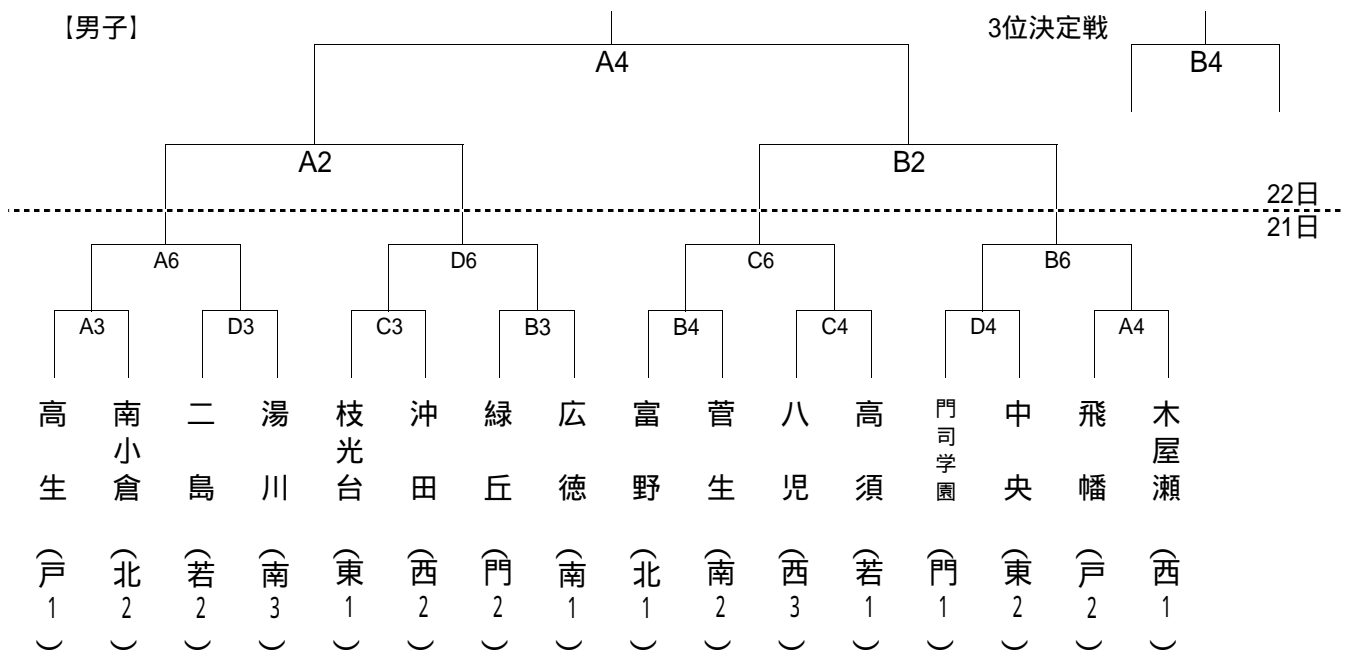 【男子】
3位決定戦
A4
B4
A2
B2
22日
21日
A6
D6
C6
B6
A3
D3
C3
B3
B4
C4
D4
A4
高生（戸1）
南小倉（北2）
二島（若2）
湯川（南3）
枝光台（東1）
沖田（西2）
緑丘（門2）
広徳（南1）
富野（北1）
菅生（南2）
八児（西3）
高須（若1）
門司学園（門1）
中央（東2）
飛幡（戸2）
木屋瀬（西1）